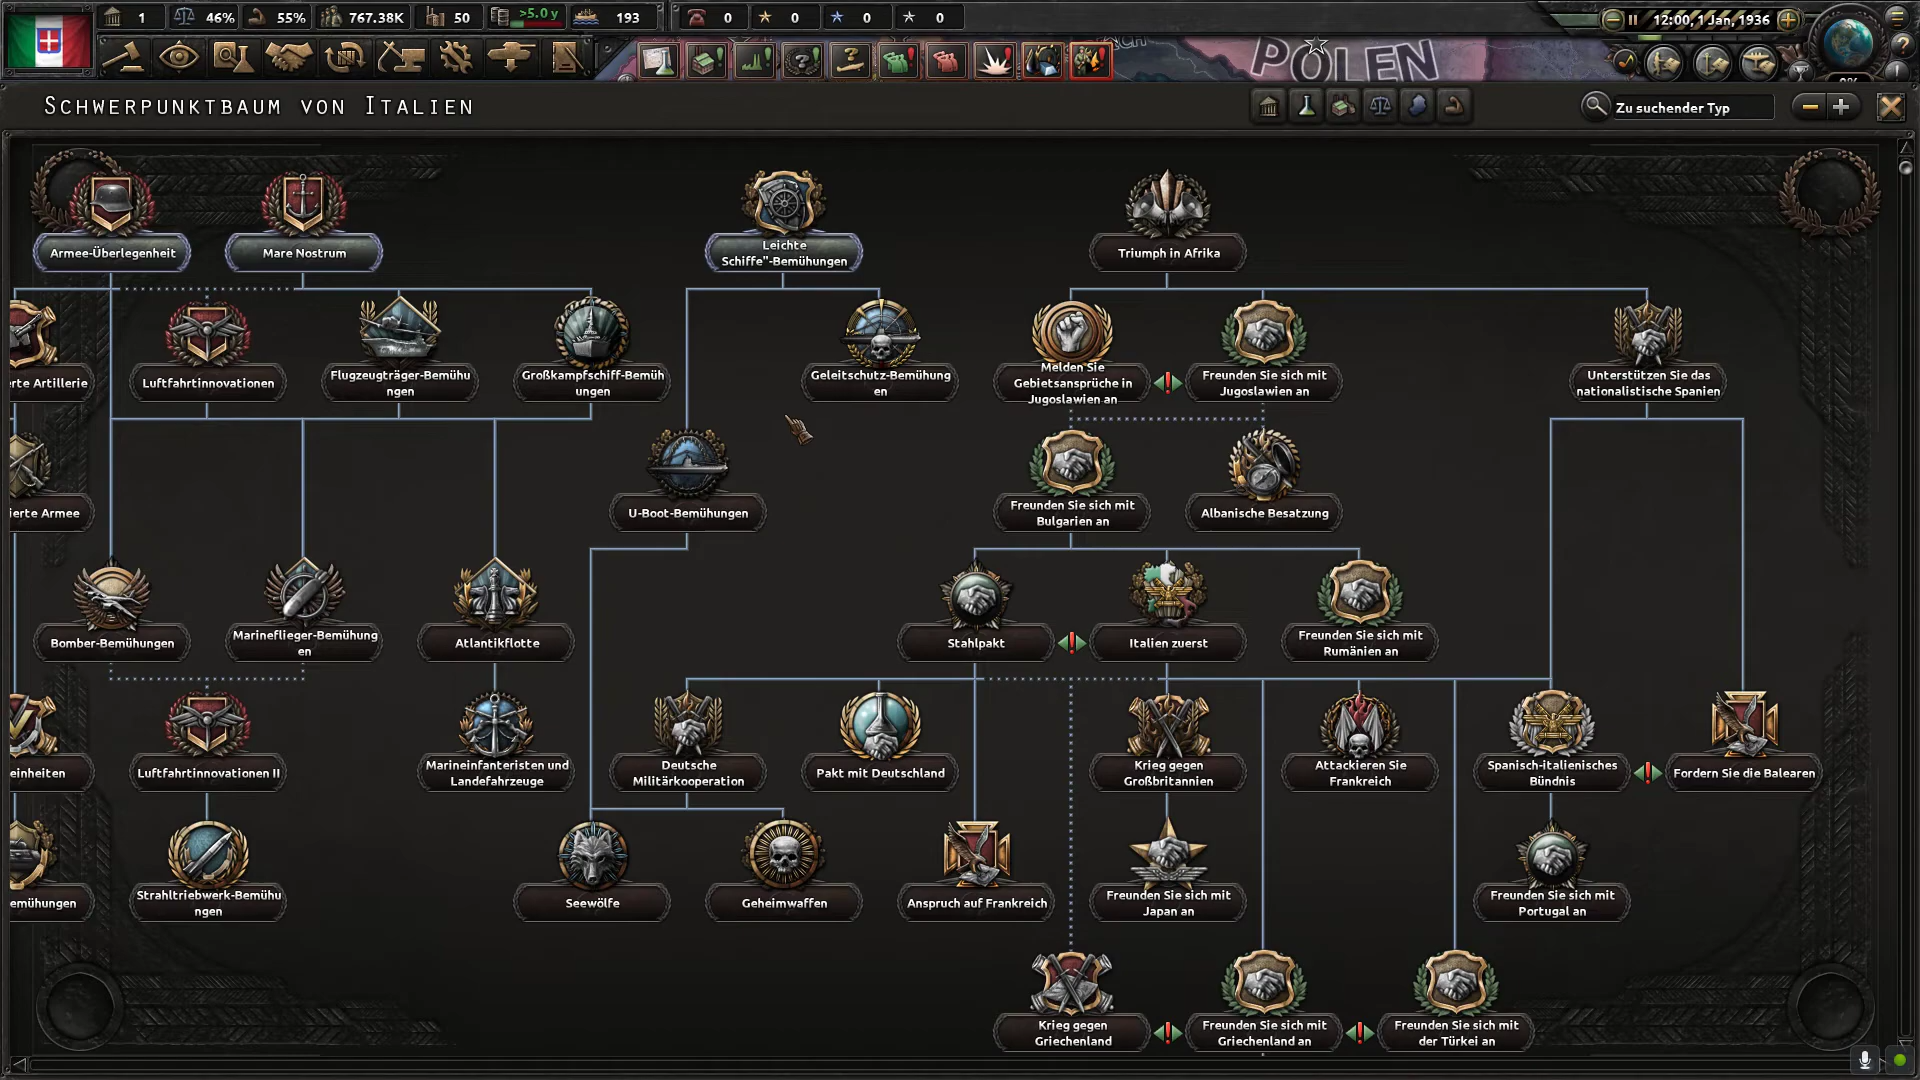 1
46%
55%
767.38K
50
>5.0 y
193
0
0
0
0
12:00, 1 Jan, 1936
POLEN
Schwerpunktbaum von Italien
Zu suchender Typ
Armee-Überlegenheit
Mare Nostrum
Leichte
Schiffe"-Bemühungen
Triumph in Afrika
rte Artillerie
Luftfahrtinnovationen
Flugzeugträger-Bemühu
ngen
Großkampfschiff-Bemüh
ungen
Geleitschutz-Bemühung
en
Melden Sie
Gebietsansprüche in
Jugoslawien an
Freunden Sie sich mit
Jugoslawien an
Unterstützen Sie das
nationalistische Spanien
ierte Armee
U-Boot-Bemühungen
Freunden Sie sich mit
Bulgarien an
Albanische Besatzung
Bomber-Bemühungen
Marineflieger-Bemühung
en
Atlantikflotte
Stahlpakt
Italien zuerst
Freunden Sie sich mit
Rumänien an
einheiten
Luftfahrtinnovationen II
Marineinfanteristen und
Landefahrzeuge
Deutsche
Militärkooperation
Pakt mit Deutschland
Krieg gegen
Großbritannien
Attackieren Sie
Frankreich
Spanisch-italienisches
Bündnis
Fordern Sie die Balearen
emühungen
Strahltriebwerk-Bemühu
ngen
Seewölfe
Geheimwaffen
Anspruch auf Frankreich
Freunden Sie sich mit
Japan an
Freunden Sie sich mit
Portugal an
Krieg gegen
Griechenland
Freunden Sie sich mit
Griechenland an
Freunden Sie sich mit
der Türkei an